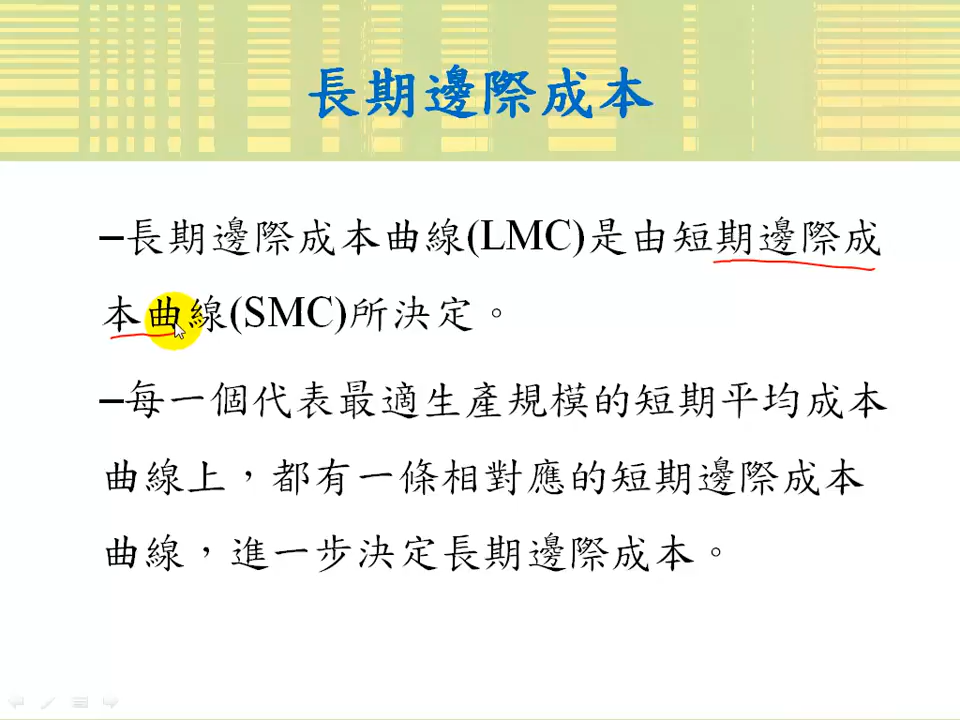 長期邊際成本
–長期邊際成本曲線(LMC)是由短期邊際成
本曲線(SMC)所決定。
–每一個代表最適生產規模的短期平均成本
曲線上，都有一條相對應的短期邊際成本
曲線，進一步決定長期邊際成本。